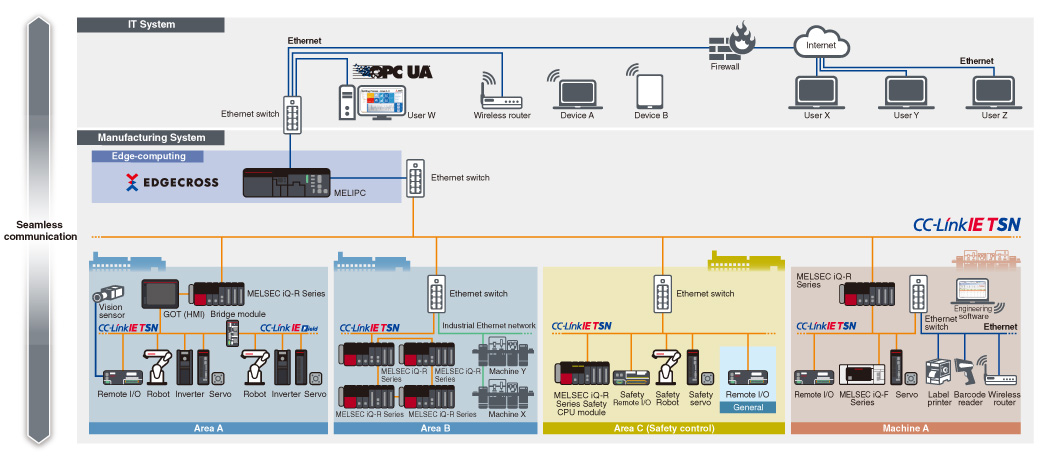 IT System
Ethernet
Firewall
Internet
Ethernet
OPC UA
Ethernet switch
User W
Wireless router
Device A
Device B
User X
User Y
User Z
Manufacturing System
Edge-computing
EDGECROSS
MELIPC
Ethernet switch
Seamless
communication
CC-Link IE TSN
Vision
sensor
GOT (HMI)
MELSEC iQ-R Series
Bridge module
CC-Link IE TSN
CC-Link IE Field
Remote I/O
Robot
Inverter
Servo
Robot
Inverter
Servo
Area A
Ethernet switch
Industrial Ethernet network
CC-Link IE TSN
MELSEC iQ-R
Series
MELSEC iQ-R
Series
Machine Y
MELSEC iQ-R Series
MELSEC iQ-R Series
Machine X
Area B
Ethernet switch
CC-Link IE TSN
MELSEC iQ-R
Series Safety
CPU module
Safety
Remote I/O
Safety
Robot
Safety
servo
Remote I/O
General
Area C (Safety control)
MELSEC iQ-R
Series
Engineering
software
Ethernet
switch
Ethernet
CC-Link IE TSN
Remote I/O
MELSEC iQ-F
Series
Servo
Label
printer
Barcode
reader
Wireless
router
Machine A